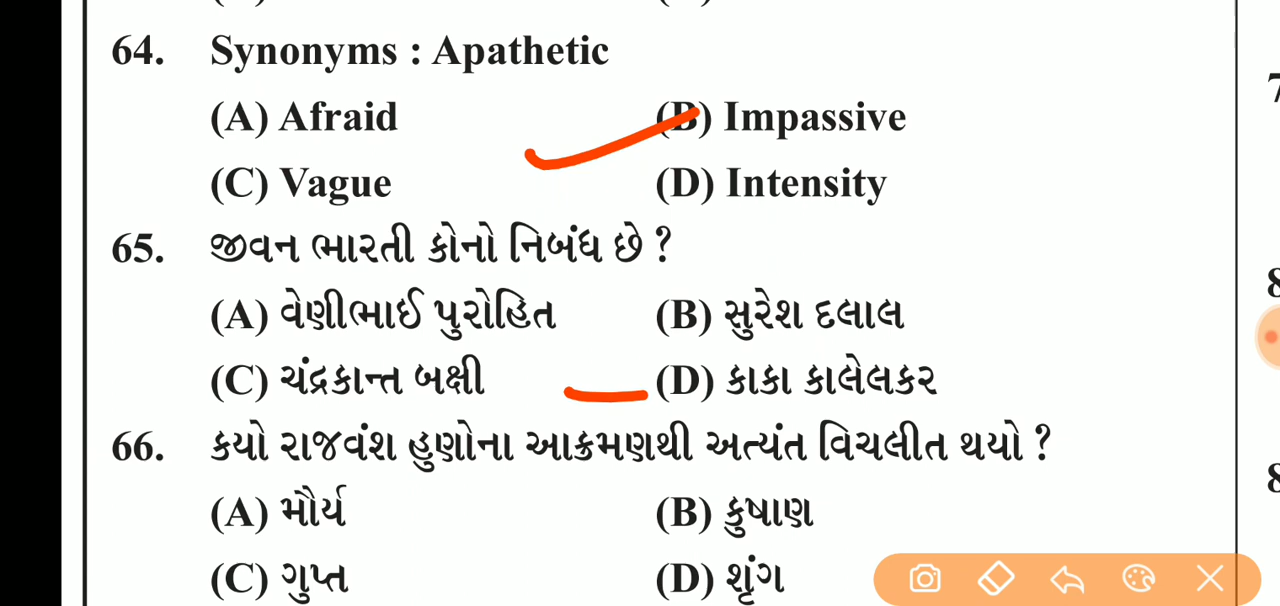 64. Synonyms : Apathetic
(A) Afraid (B) Impassive
(C) Vague (D) Intensity
65. જીવન ભારતી કોનો નિબંધ છે ?
(A) વેણીભાઈ પુરોહિત (B) સુરેશ દલાલ
(C) ચંદ્રકાન્ત બક્ષી (D) કાકા કાલેલકર
66. કયો રાજવંશ હુણોના આક્રમણથી અત્યંત વિચલીત થયો ?
(A) મૌર્ય (B) કુષાણ
(C) ગુપ્ત (D) શૃંગ